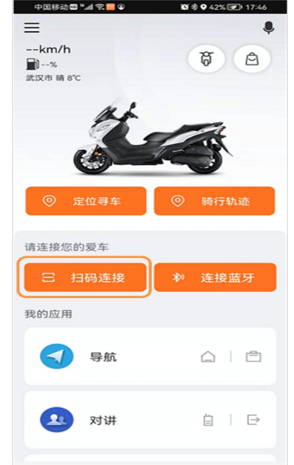 中国移动 HD 42% 17:46
--km/h
--%
武汉市 晴 8℃
定位寻车 骑行轨迹
请连接您的爱车
扫码连接 连接蓝牙
我的应用
导航
对讲